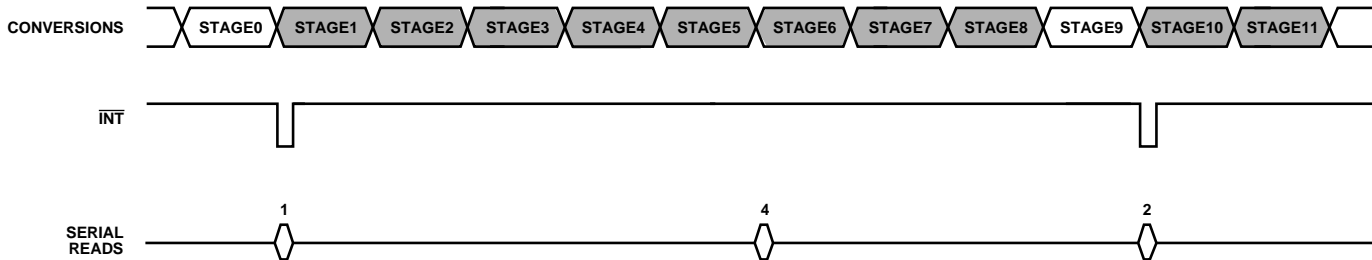 CONVERSIONS STAGE0 STAGE1 STAGE2 STAGE3 STAGE4 STAGE5 STAGE6 STAGE7 STAGE8 STAGE9 STAGE10 STAGE11
INT
1 4 2
SERIAL
READS